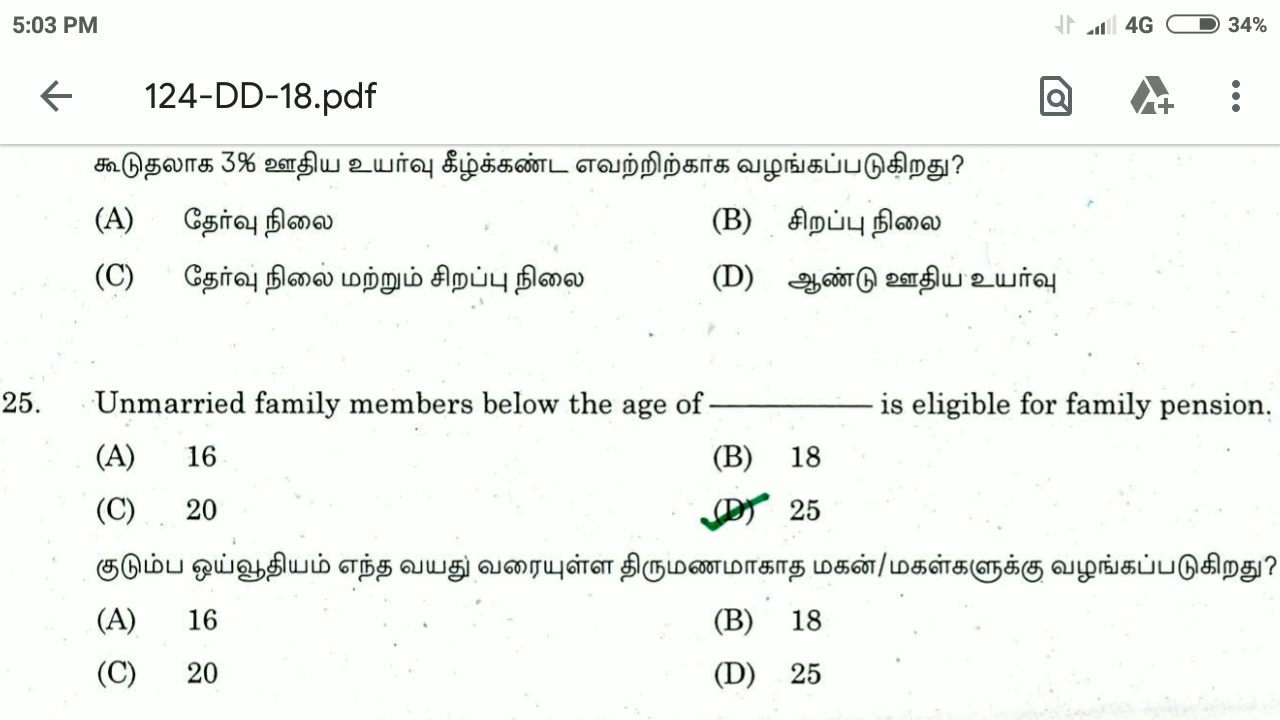 5:03 PM 4G 34%
124-DD-18.pdf
கூடுதலாக 3% ஊதிய உயர்வு கீழ்க்கண்ட எவற்றிற்காக வழங்கப்படுகிறது?
(A) தேர்வு நிலை (B) சிறப்பு நிலை
(C) தேர்வு நிலை மற்றும் சிறப்பு நிலை (D) ஆண்டு ஊதிய உயர்வு
25. Unmarried family members below the age of ———— is eligible for family pension.
(A) 16 (B) 18
(C) 20 (D) 25
குடும்ப ஒய்வூதியம் எந்த வயது வரையுள்ள திருமணமாகாத மகன்/மகள்களுக்கு வழங்கப்படுகிறது?
(A) 16 (B) 18
(C) 20 (D) 25